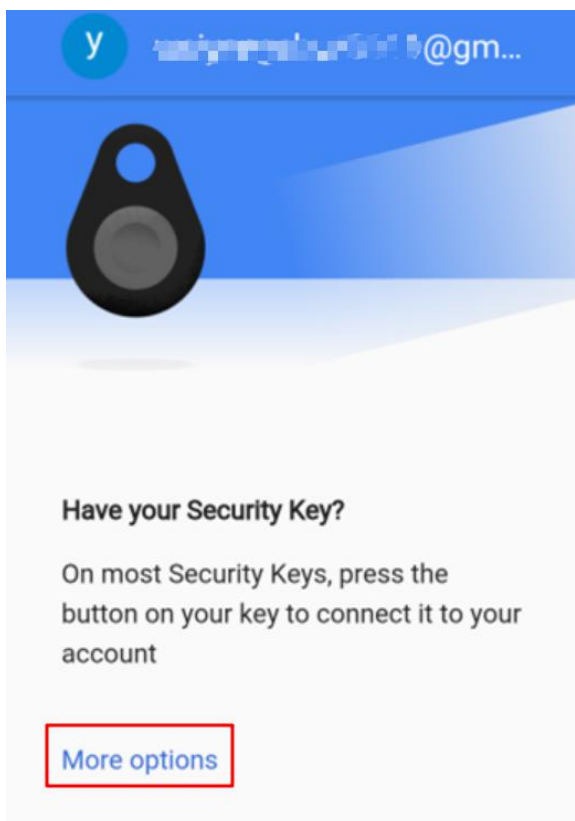 y
@gm...
Have your Security Key?
On most Security Keys, press the
button on your key to connect it to your
account
More options